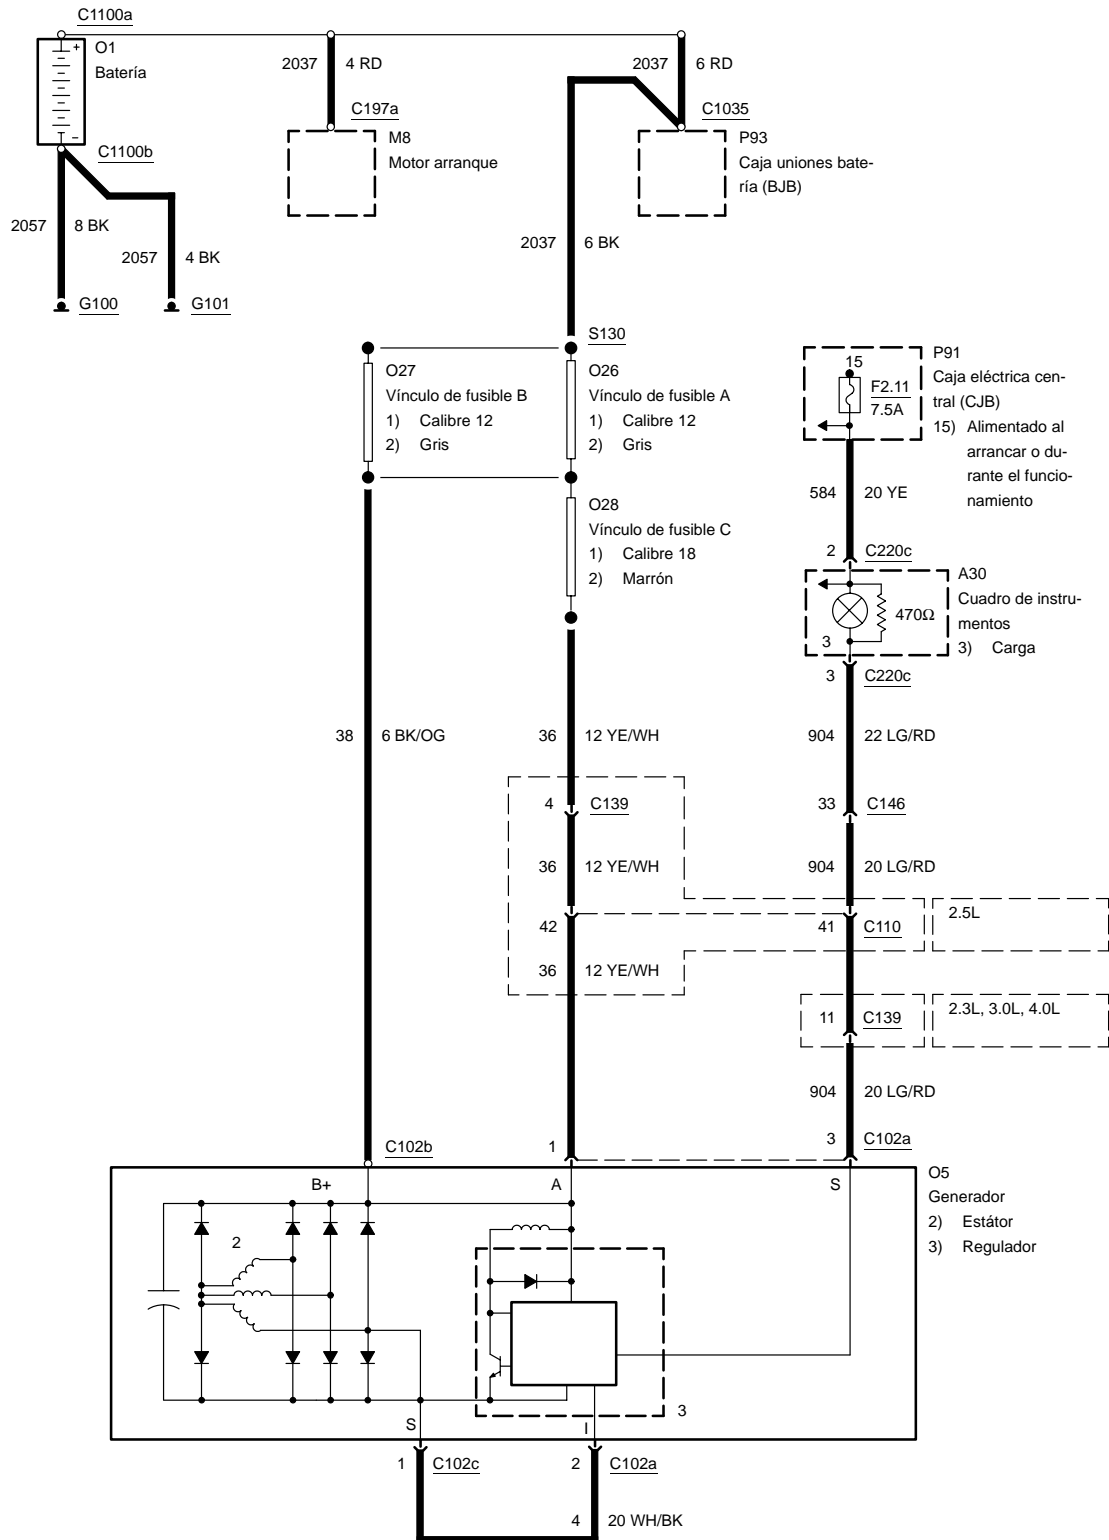 C1100a
+
O1
Batería
–
C1100b
2057
8 BK
2057
4 BK
G100
G101
2037
4 RD
C197a
M8
Motor arranque
2037
6 RD
C1035
P93
Caja uniones bate-
ría (BJB)
2037
6 BK
S130
O27
Vínculo de fusible B
1) Calibre 12
2) Gris
O26
Vínculo de fusible A
1) Calibre 12
2) Gris
O28
Vínculo de fusible C
1) Calibre 18
2) Marrón
15
F2.11
7.5A
P91
Caja eléctrica cen-
tral (CJB)
15) Alimentado al
arrancar o du-
rante el funcio-
namiento
584
20 YE
2
C220c
470Ω
3
A30
Cuadro de instru-
mentos
3) Carga
3
C220c
38
6 BK/OG
36
12 YE/WH
904
22 LG/RD
4
C139
33
C146
36
12 YE/WH
904
20 LG/RD
42
41
C110
2.5L
36
12 YE/WH
11
C139
2.3L, 3.0L, 4.0L
904
20 LG/RD
C102b
1
3
C102a
B+
A
S
O5
Generador
2) Estátor
3) Regulador
2
3
S
I
1
C102c
2
C102a
4
20 WH/BK